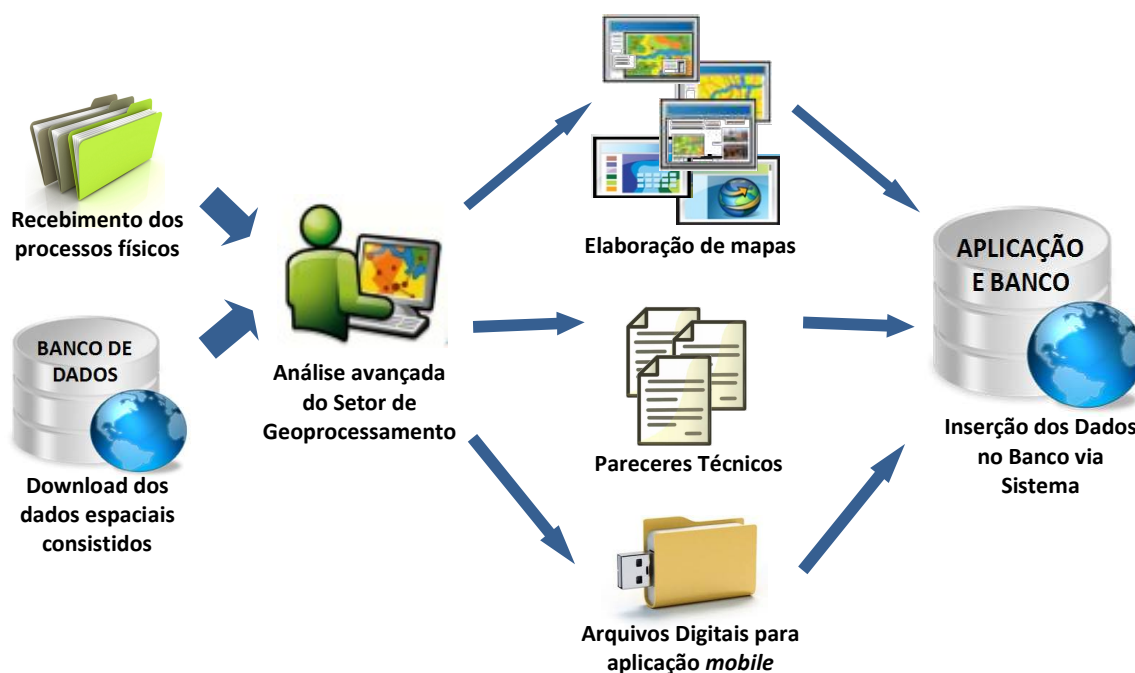 Recebimento dos
processos físicos
BANCO DE
DADOS
Download dos
dados espaciais
consistidos
Análise avançada
do Setor de
Geoprocessamento
Elaboração de mapas
Pareceres Técnicos
Arquivos Digitais para
aplicação mobile
APLICAÇÃO
E BANCO
Inserção dos Dados
no Banco via
Sistema